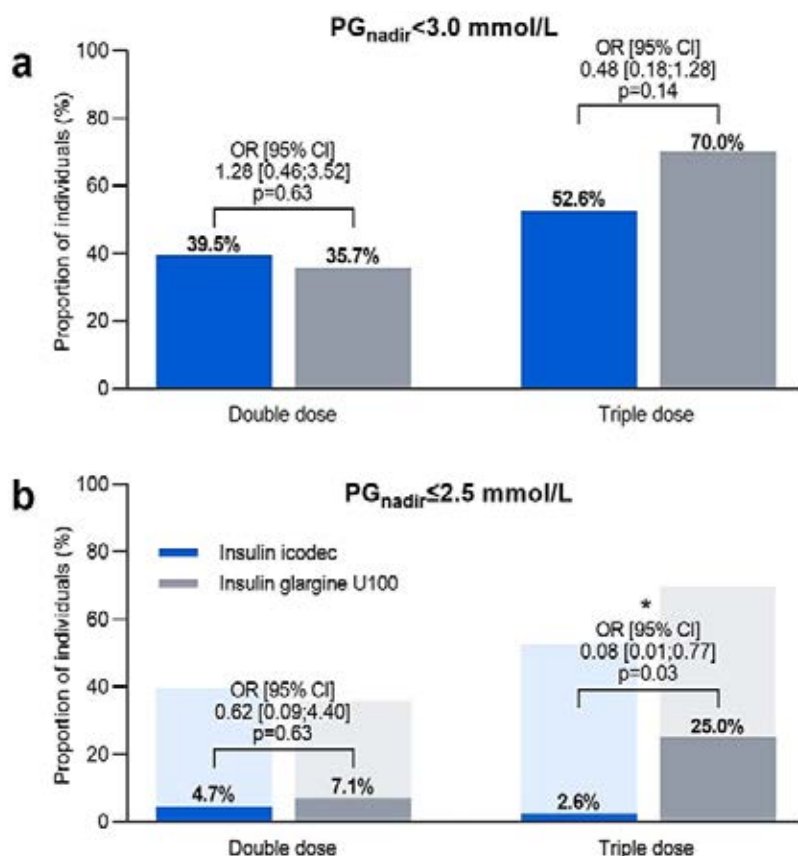 PGnadir<3.0 mmol/L
a
Proportion of individuals (%)
100
80
60
40
20
0
OR [95% CI]
1.28 [0.46;3.52]
p=0.63
39.5%
35.7%
OR [95% CI]
0.48 [0.18;1.28]
p=0.14
52.6%
70.0%
Double dose
Triple dose
b
PGnadir≤2.5 mmol/L
Proportion of individuals (%)
100
80
60
40
20
0
Insulin icodec
Insulin glargine U100
OR [95% CI]
0.62 [0.09;4.40]
p=0.63
4.7%
7.1%
*
OR [95% CI]
0.08 [0.01;0.77]
p=0.03
2.6%
25.0%
Double dose
Triple dose